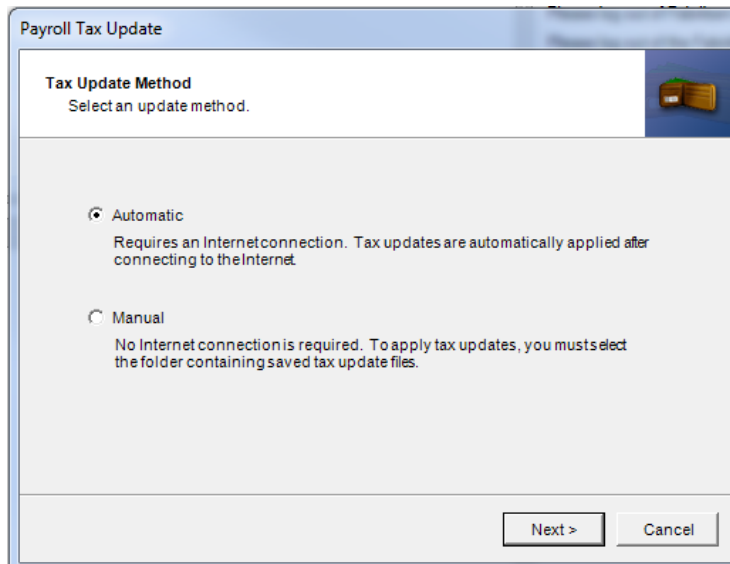 Payroll Tax Update
Tax Update Method
Select an update method.
Automatic
Requires an Internet connection. Tax updates are automatically applied after
connecting to the Internet.
Manual
No Internet connection is required. To apply tax updates, you must select
the folder containing saved tax update files.
Next >
Cancel